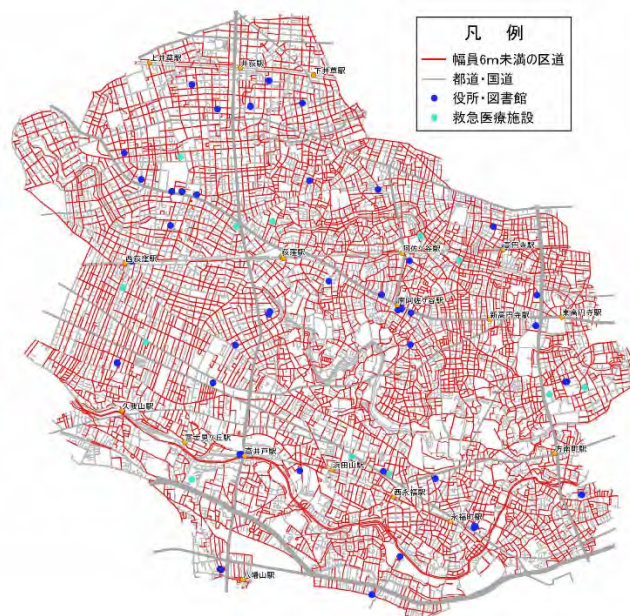 凡 例
幅員6m未満の区道
都道・国道
役所・図書館
救急医療施設
上井草駅
井荻駅
下井草駅
高円寺駅
阿佐ヶ谷駅
荻窪駅
西荻窪駅
南阿佐ヶ谷駅
新高円寺駅
東高円寺駅
久我山駅
富士見ヶ丘駅
高井戸駅
方南町駅
浜田山駅
西永福駅
永福町駅
八幡山駅